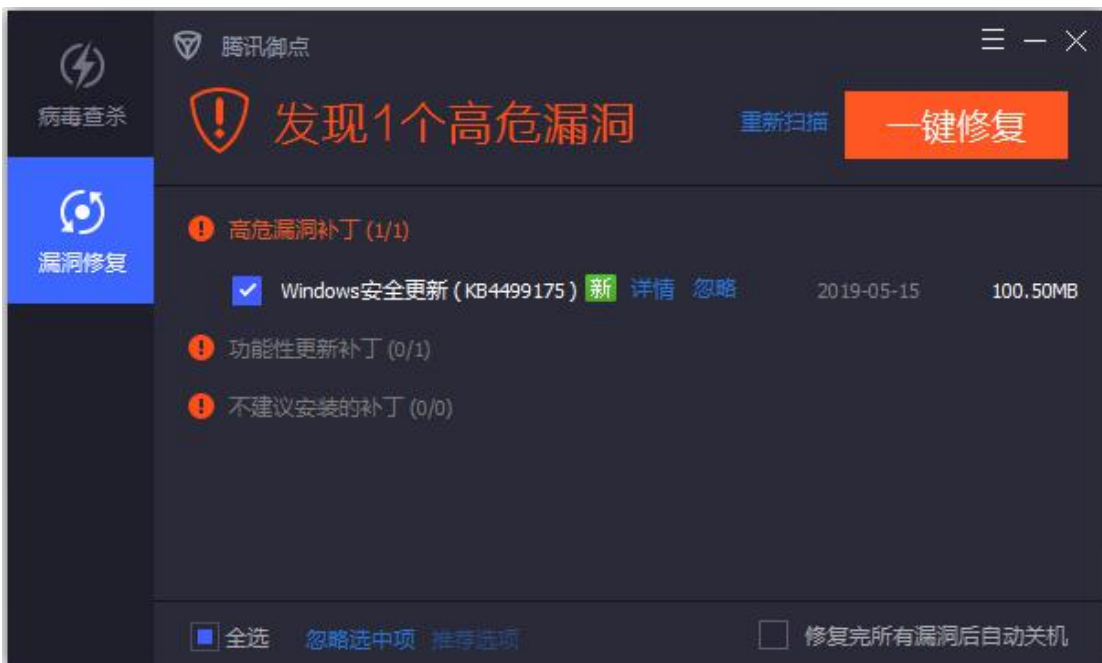 腾讯御点
病毒查杀
发现1个高危漏洞
重新扫描
一键修复
漏洞修复
高危漏洞补丁 (1/1)
Windows安全更新 ( KB4499175 ) 新 详情 忽略 2019-05-15 100.50MB
功能性更新补丁 (0/1)
不建议安装的补丁 (0/0)
全选 忽略选中项 推荐选项 修复完所有漏洞后自动关机